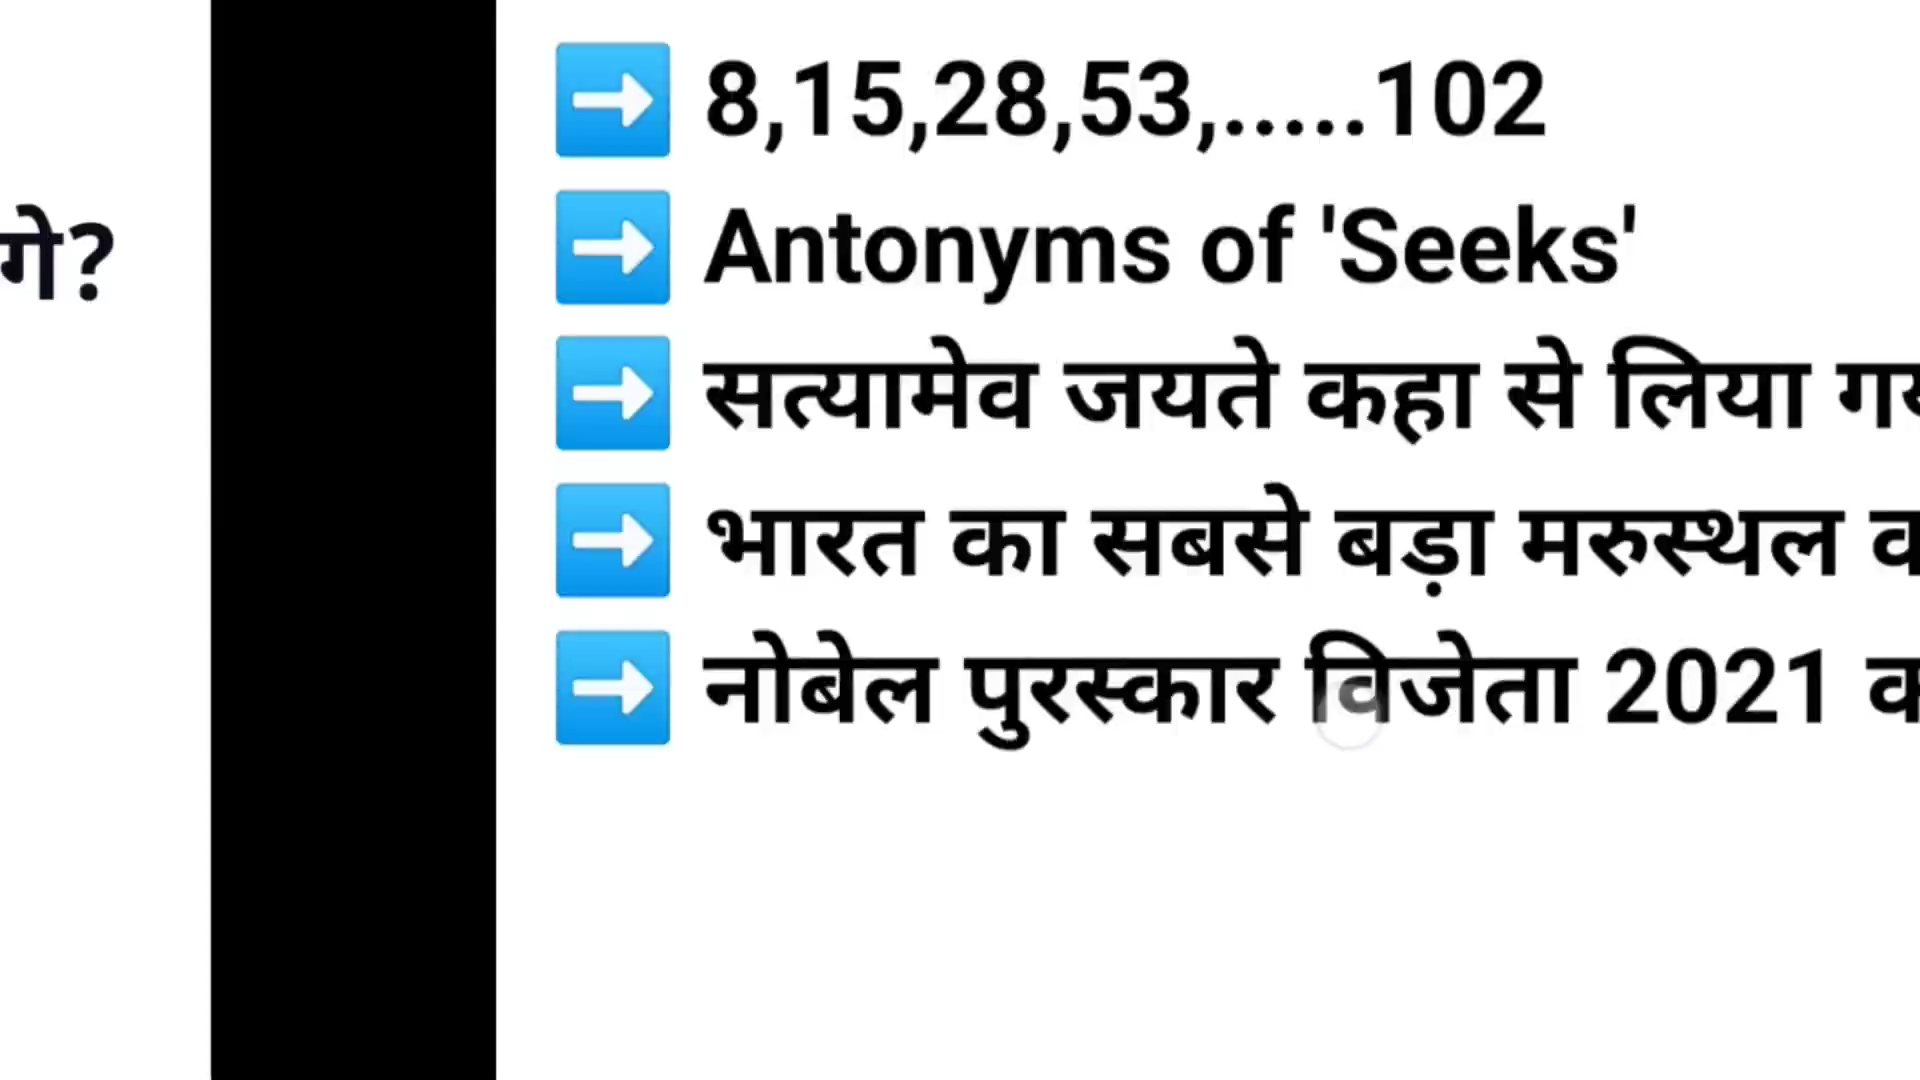 गे?
8,15,28,53,.....102
Antonyms of 'Seeks'
सत्यामेव जयते कहा से लिया
भारत का सबसे बड़ा मरुस्थल
नोबेल पुरस्कार विजेता 2021